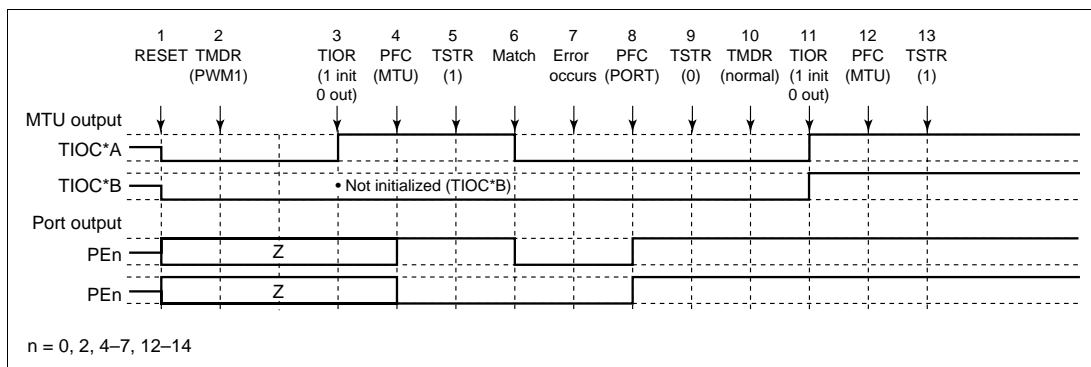 1 2 3 4 5 6 7 8 9 10 11 12 13
RESET TMDR TIOR PFC TSTR Match Error PFC TSTR TMDR TIOR PFC TSTR
(PWM1) (1 init (MTU) (1) occurs (PORT) (0) (normal) (1 init (MTU) (1)
0 out) 0 out)
MTU output
TIOC*A
TIOC*B • Not initialized (TIOC*B)
Port output
PEn Z
PEn Z
n = 0, 2, 4–7, 12–14